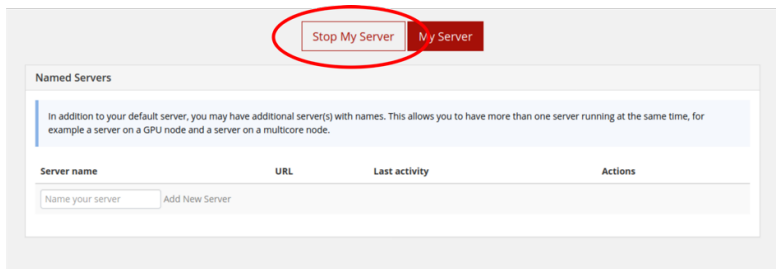 Stop My Server My Server
Named Servers
In addition to your default server, you may have additional server(s) with names. This allows you to have more than one server running at the same time, for
example a server on a GPU node and a server on a multicore node.
Server name URL Last activity Actions
Name your server Add New Server